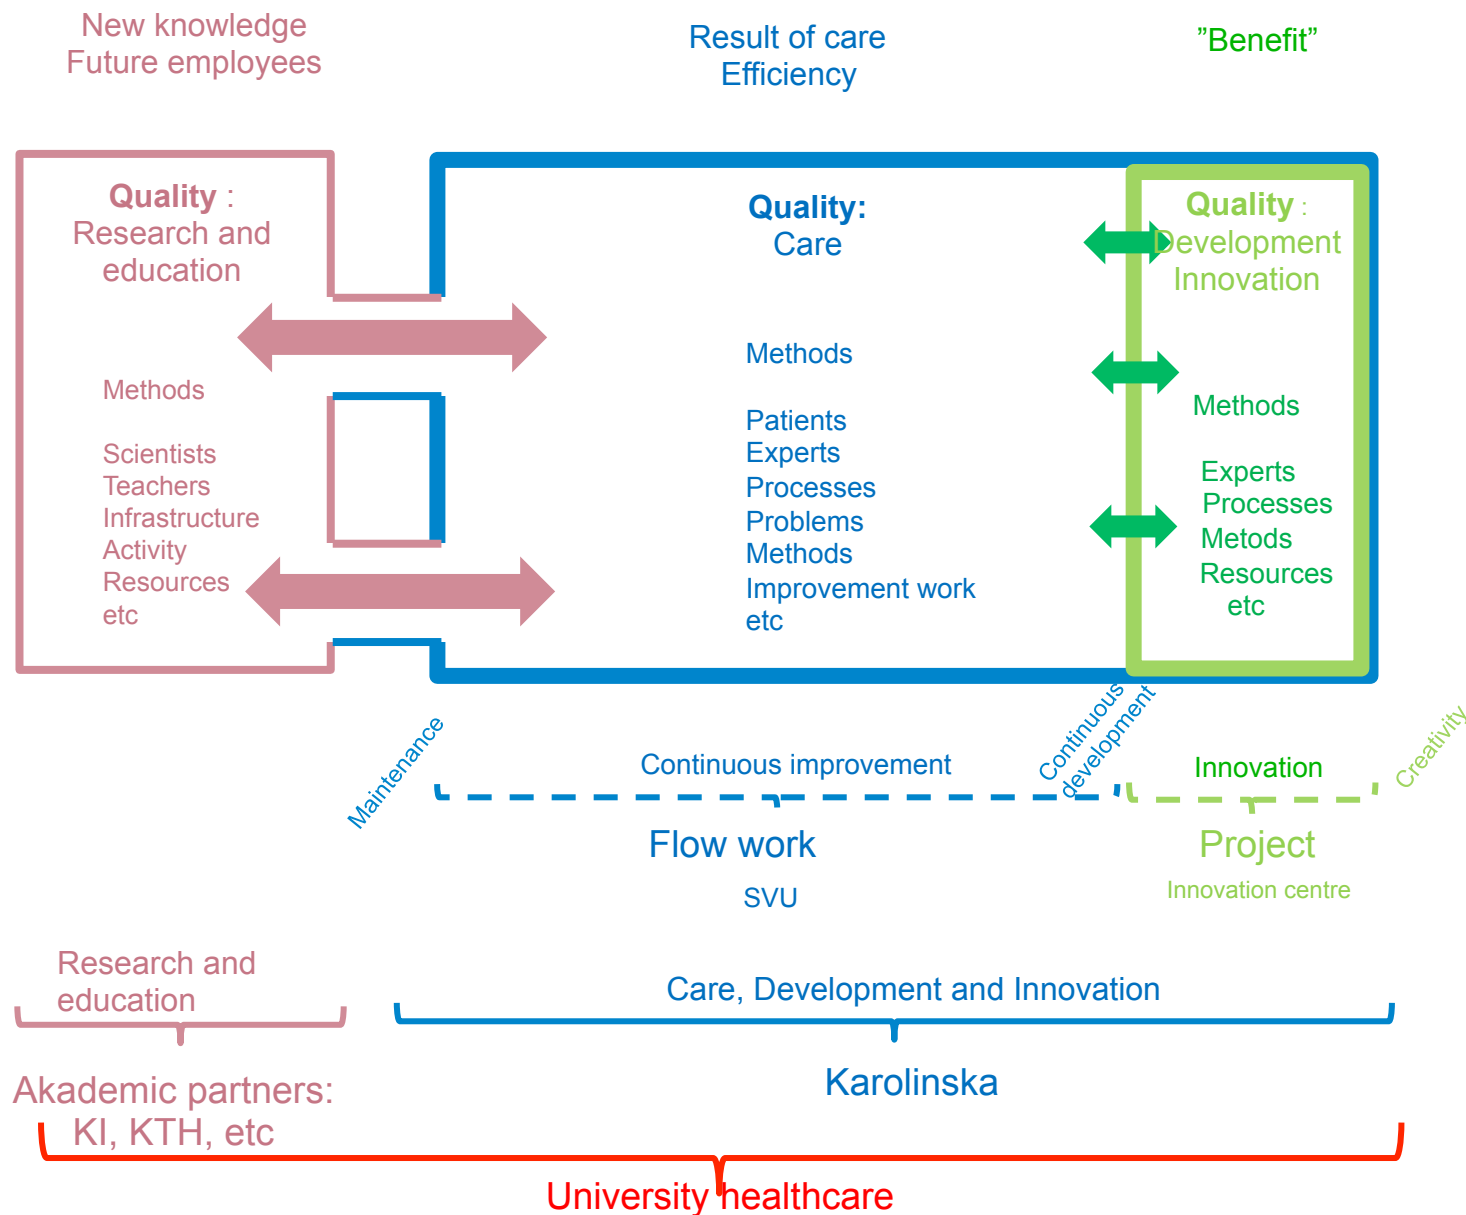 New knowledge
Future employees
Result of care
Efficiency
"Benefit"
Quality :
Research and
education
Methods
Scientists
Teachers
Infrastructure
Activity
Resources
etc
Quality:
Care
Methods
Patients
Experts
Processes
Problems
Methods
Improvement work
etc
Quality :
Development
Innovation
Methods
Experts
Processes
Metods
Resources
etc
Maintenance
Continuous improvement
Continuous
development
Innovation
Creativity
Flow work
SVU
Project
Innovation centre
Research and
education
Care, Development and Innovation
Akademic partners:
KI, KTH, etc
Karolinska
University healthcare